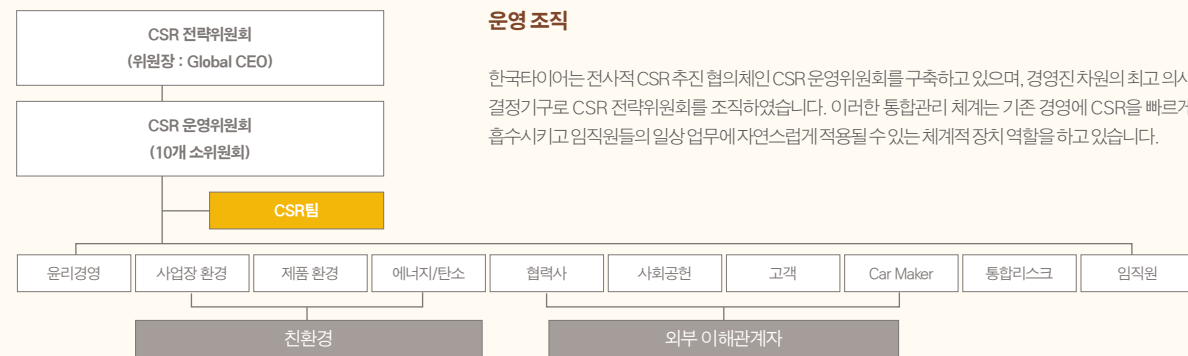 CSR 전략위원회
(위원장 : Global CEO)
CSR 운영위원회
(10개 소위원회)
CSR팀
운영 조직
한국타이어는 전사적 CSR 추진 협의체인 CSR 운영위원회를 구축하고 있으며, 경영진 차원의 최고 의사
결정기구로 CSR 전략위원회를 조직하였습니다. 이러한 통합관리 체계는 기존 경영에 CSR을 빠르게
흡수시키고 임직원들의 일상 업무에 자연스럽게 적용될 수 있는 체계적 장치 역할을 하고 있습니다.
윤리경영 사업장 환경 제품 환경 에너지/탄소 협력사 사회공헌 고객 Car Maker 통합리스크 임직원
친환경 외부 이해관계자